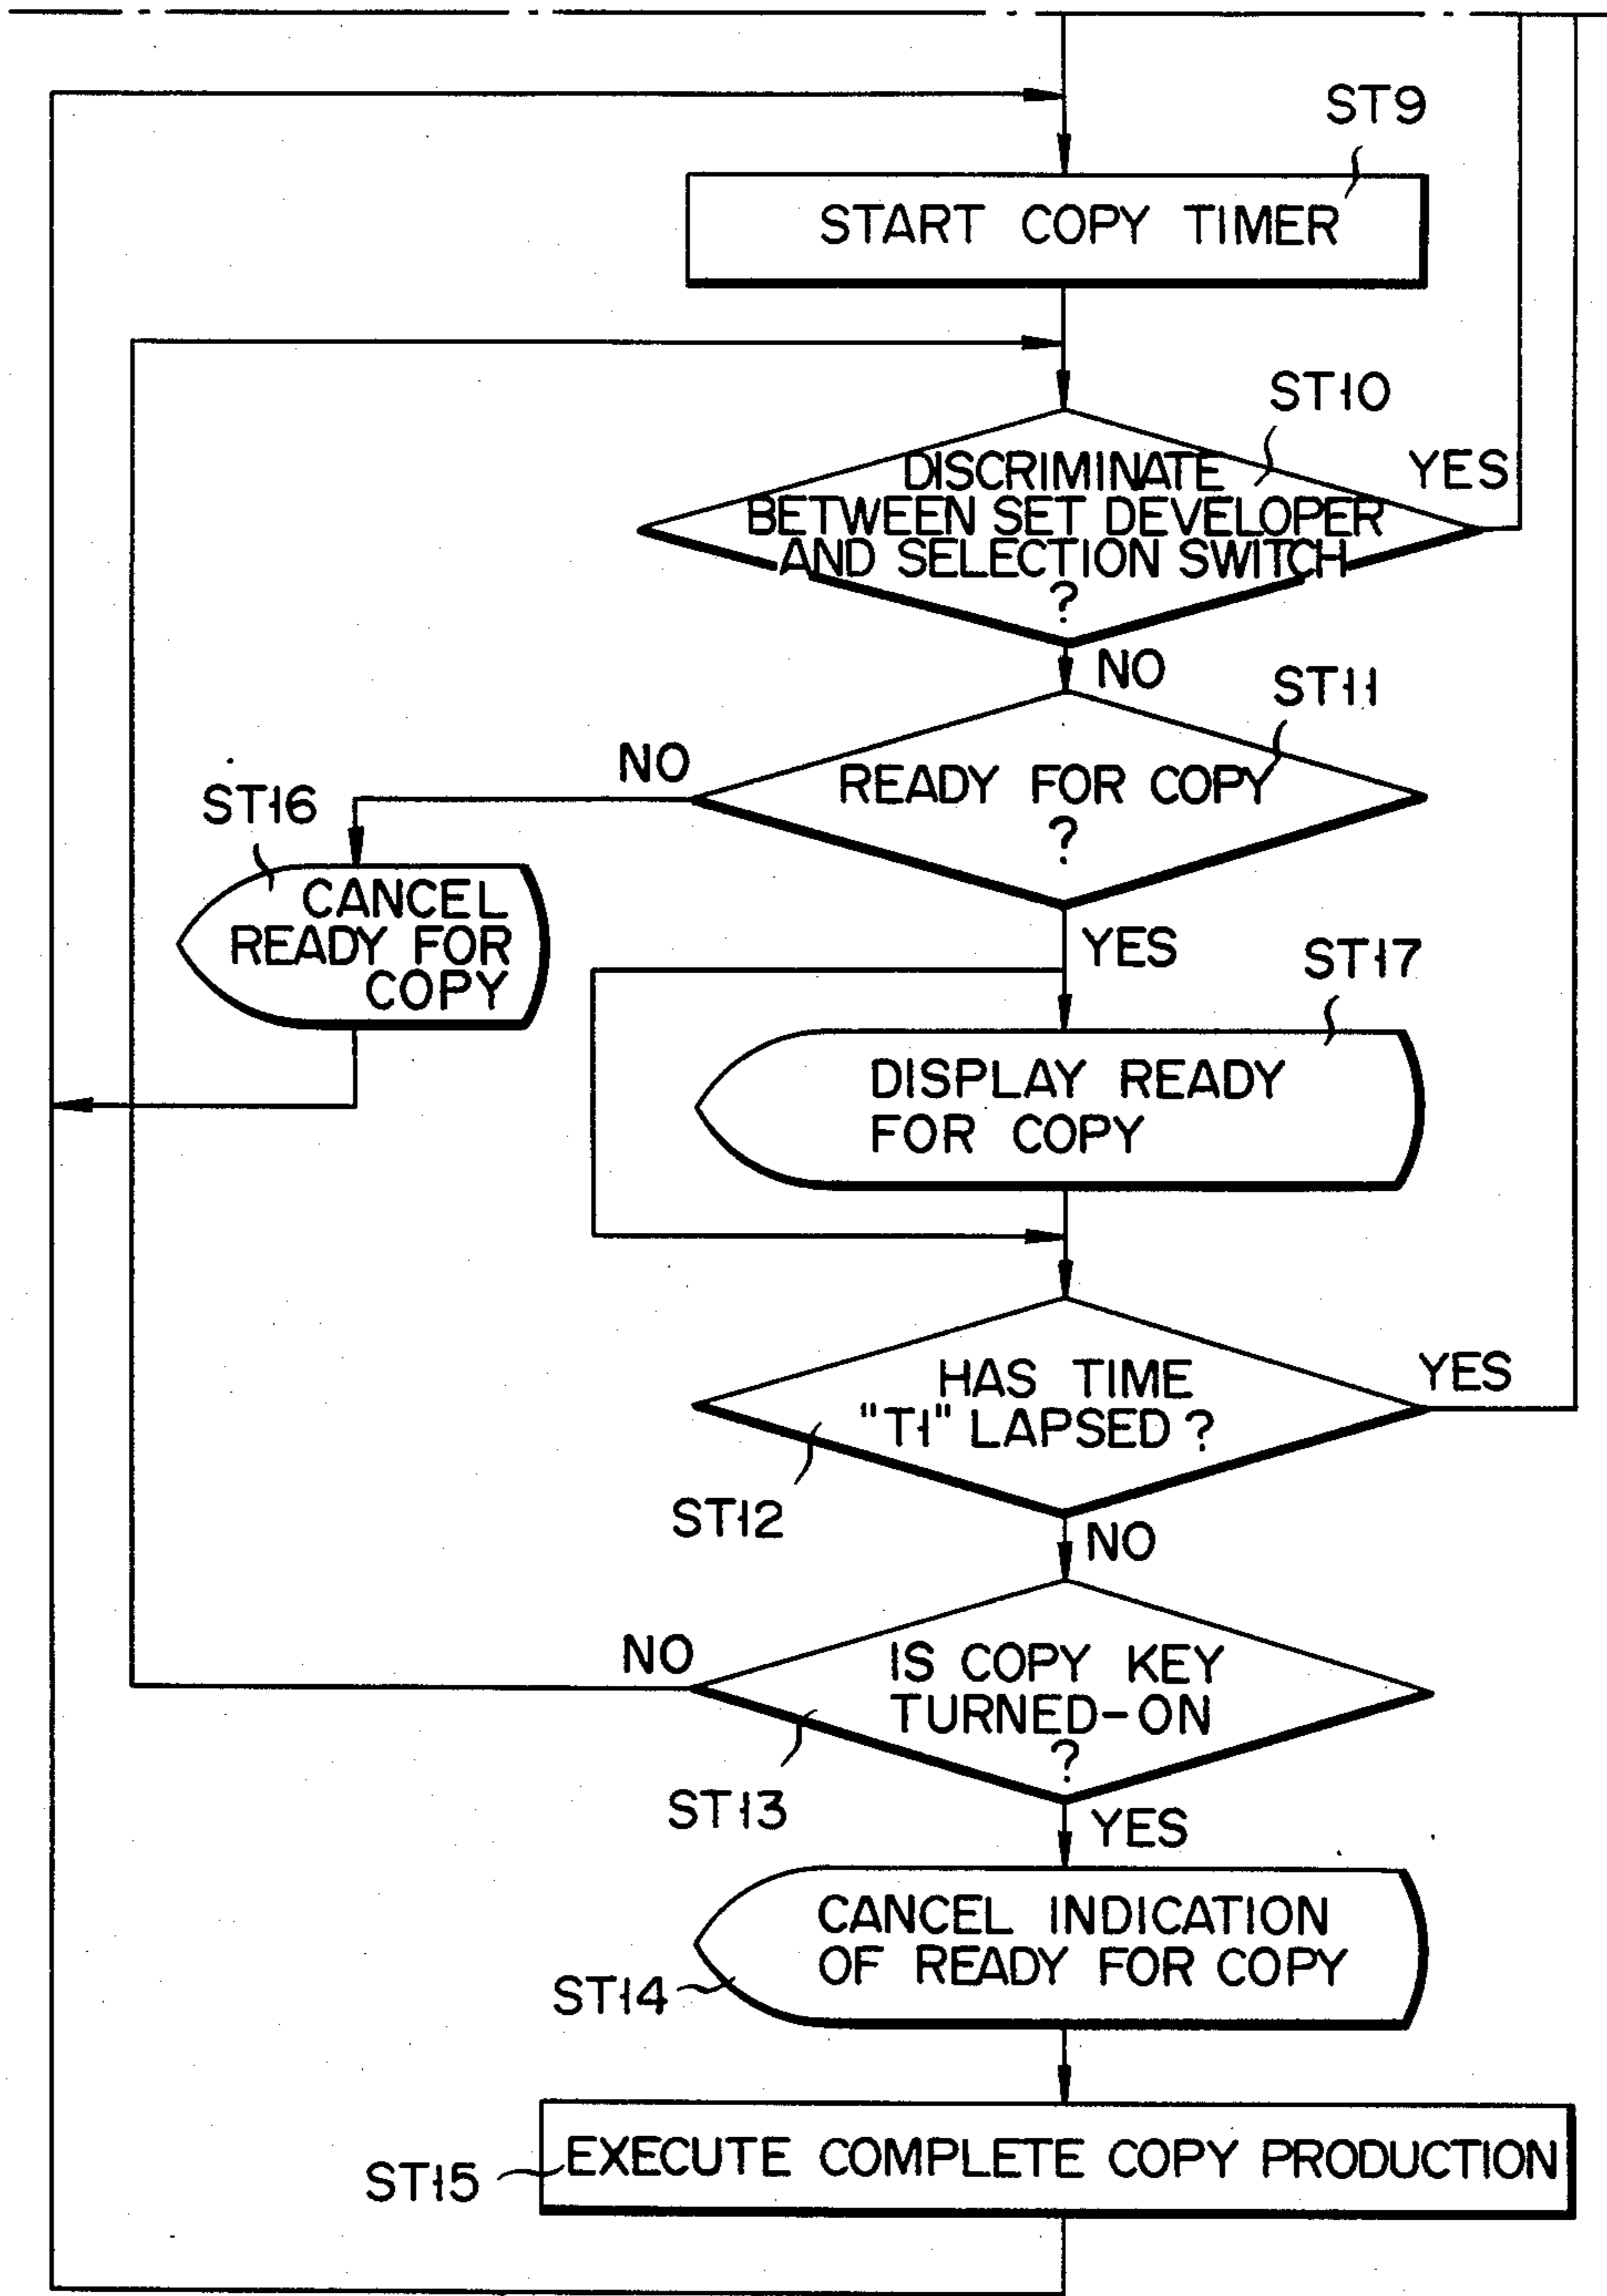 ST9
START COPY TIMER
ST10
DISCRIMINATE
BETWEEN SET DEVELOPER
AND SELECTION SWITCH
?
YES
NO
ST11
READY FOR COPY
?
NO
ST16
CANCEL
READY FOR
COPY
YES
ST17
DISPLAY READY
FOR COPY
HAS TIME
"T1" LAPSED ?
YES
ST12
NO
IS COPY KEY
TURNED-ON
?
NO
ST13
YES
CANCEL INDICATION
OF READY FOR COPY
ST14
EXECUTE COMPLETE COPY PRODUCTION
ST15